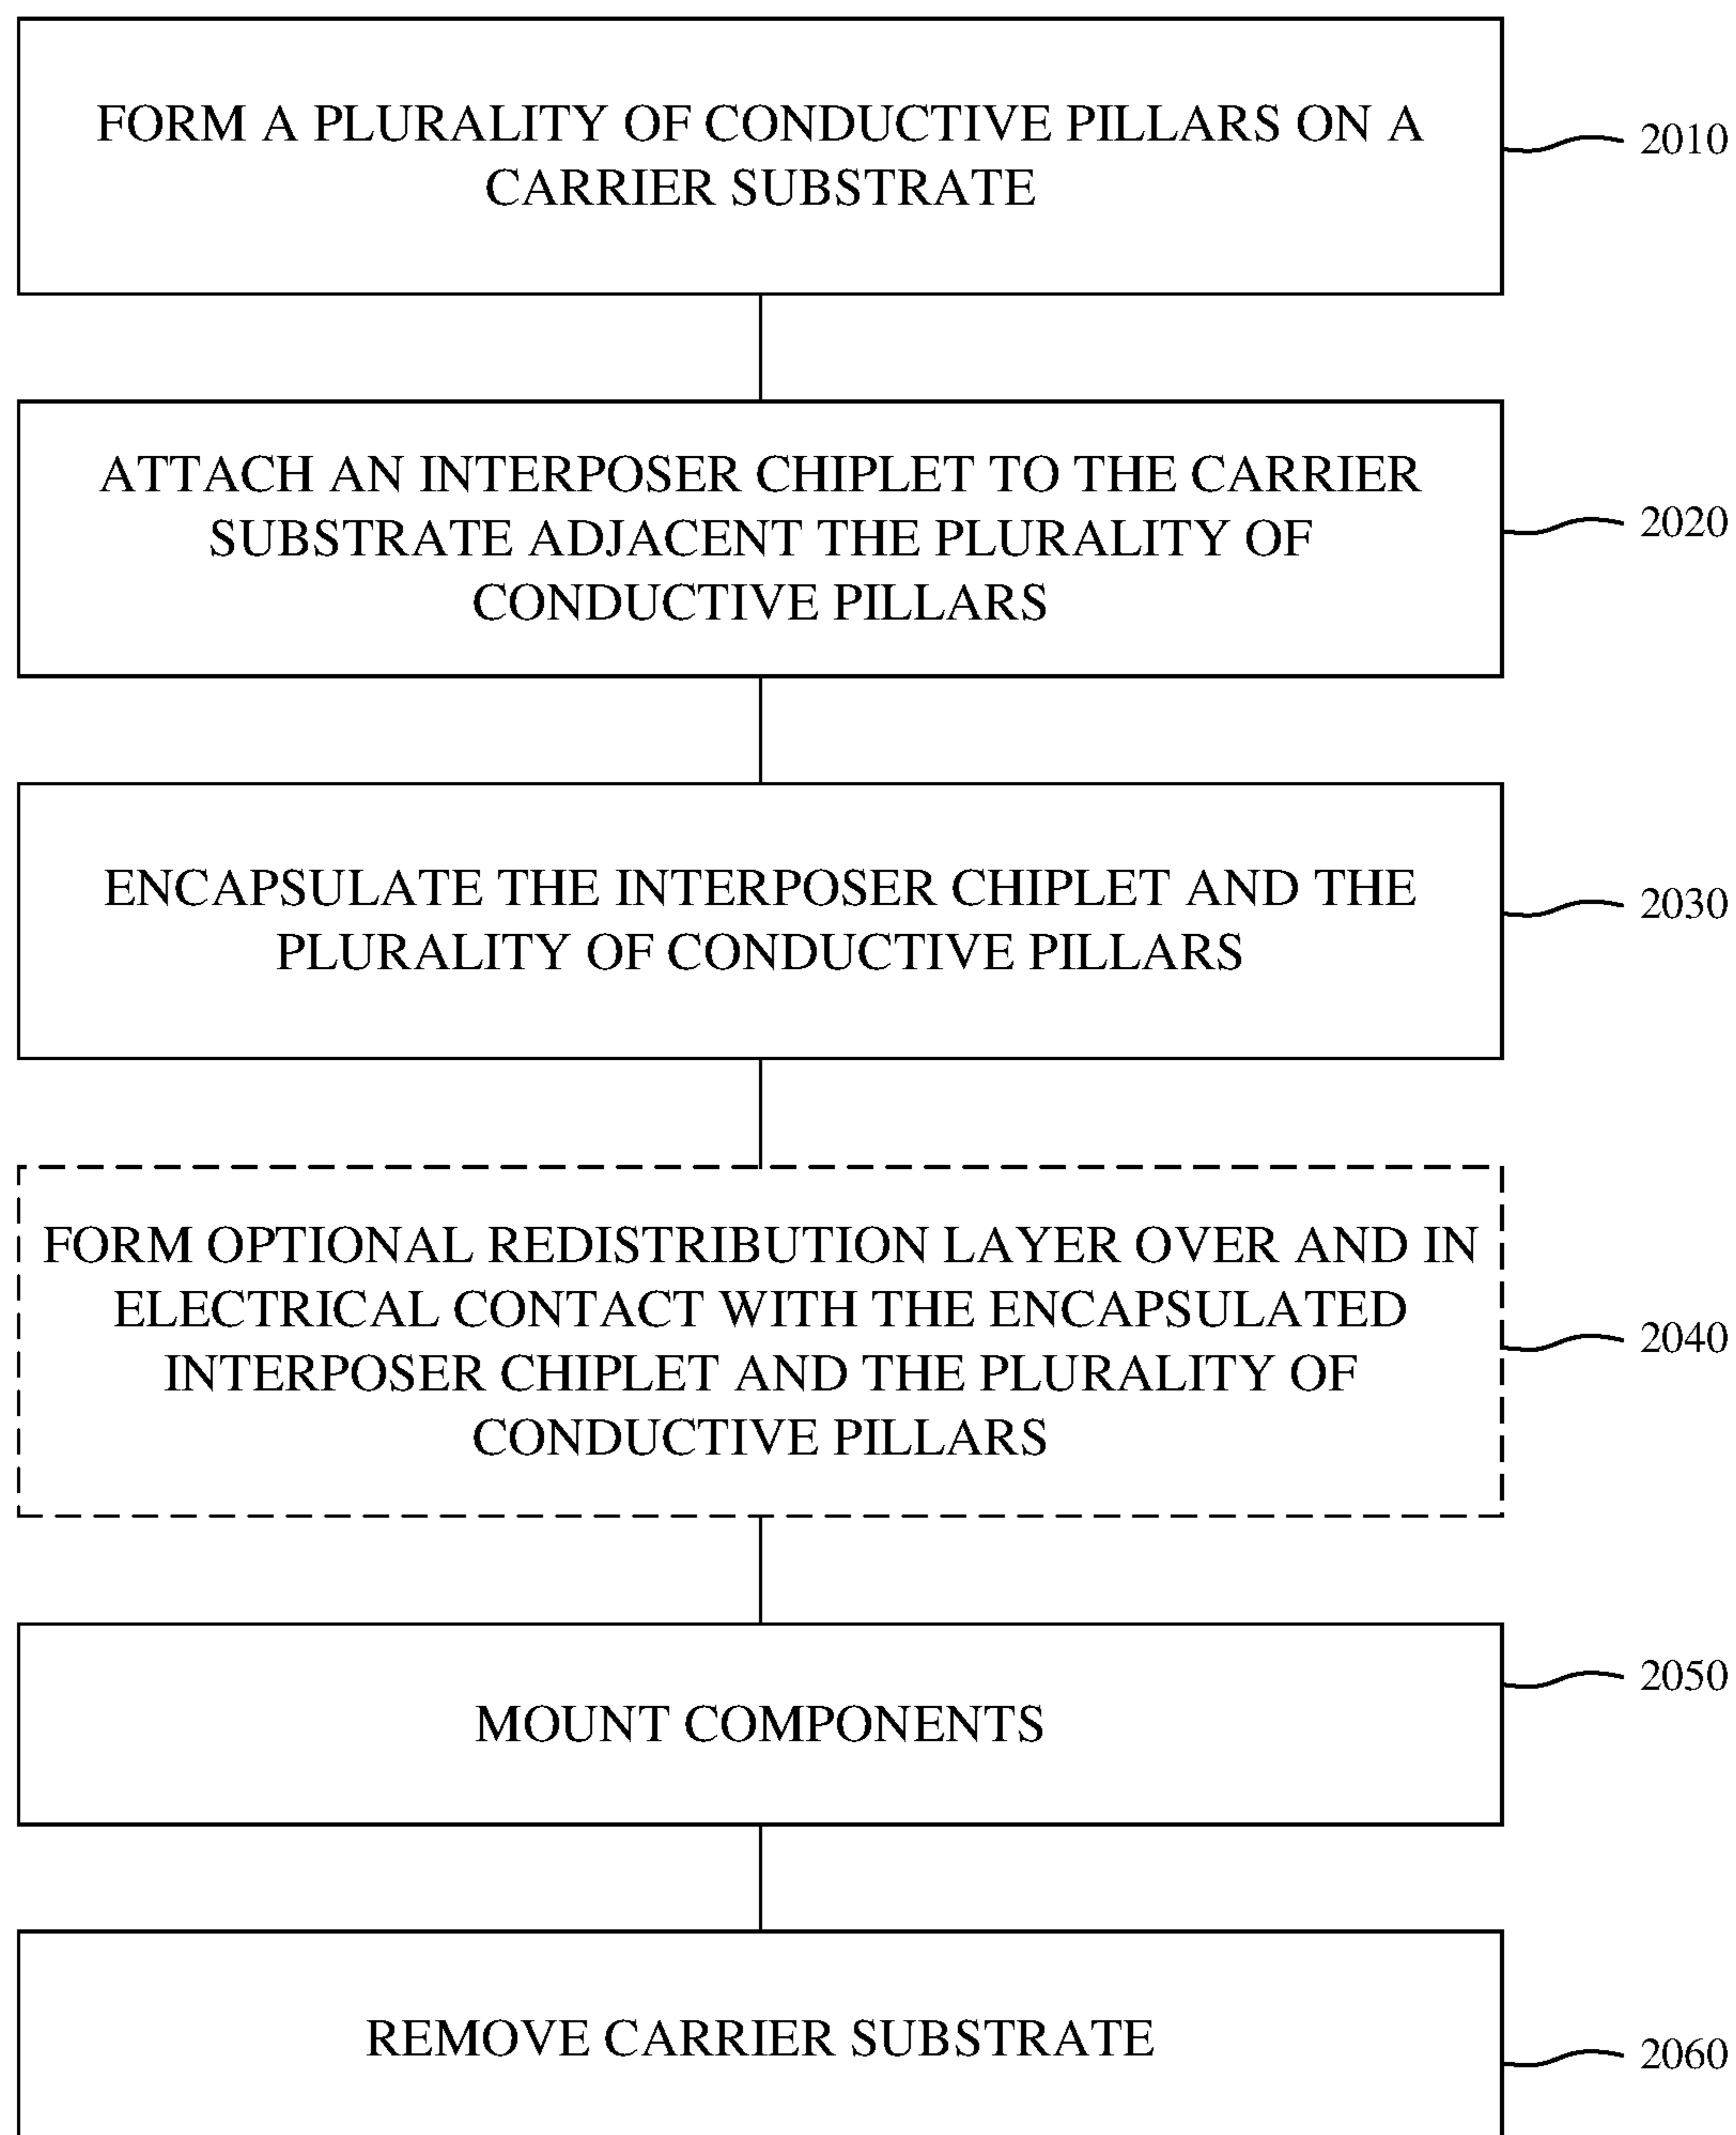 FORM A PLURALITY OF CONDUCTIVE PILLARS ON A
CARRIER SUBSTRATE
2010
ATTACH AN INTERPOSER CHIPLET TO THE CARRIER
SUBSTRATE ADJACENT THE PLURALITY OF
CONDUCTIVE PILLARS
2020
ENCAPSULATE THE INTERPOSER CHIPLET AND THE
PLURALITY OF CONDUCTIVE PILLARS
2030
FORM OPTIONAL REDISTRIBUTION LAYER OVER AND IN
ELECTRICAL CONTACT WITH THE ENCAPSULATED
INTERPOSER CHIPLET AND THE PLURALITY OF
CONDUCTIVE PILLARS
2040
MOUNT COMPONENTS
2050
REMOVE CARRIER SUBSTRATE
2060